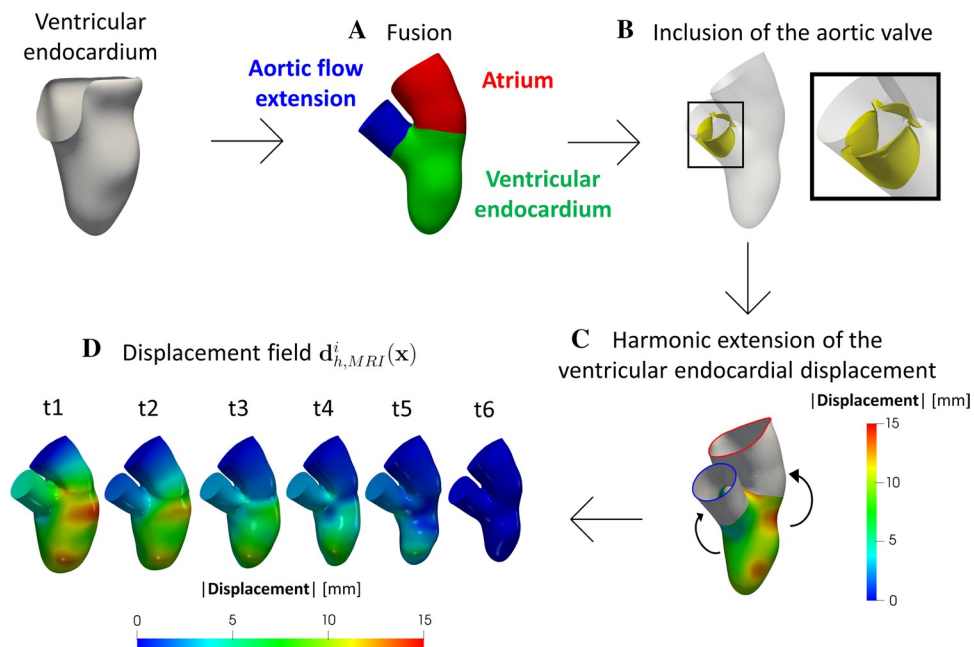 Ventricular
endocardium
A Fusion
Aortic flow
extension
Atrium
Ventricular
endocardium
B Inclusion of the aortic valve
C Harmonic extension of the
ventricular endocardial displacement
|Displacement| [mm]
15
10
5
0
D Displacement field d^i_{h,MRI}(x)
t1 t2 t3 t4 t5 t6
|Displacement| [mm]
0 5 10 15